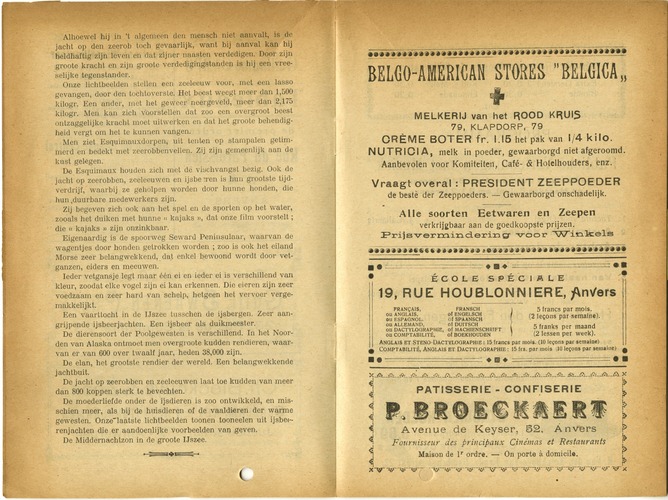 Alhoewel hij in 't algemeen den mensch niet aanvalt, is de
jacht op den zeeroh toch gevaarlijk, want bij aanval kan hij
heldhaftig zijn leven en dat zijner naasten verdedigen. Door zijn
groote kracht en zijn groote verdedigingstanden is hij een vree-
selijke tegenstander.
Onze lichtbeelden stellen een zeeleeuw voor, met een lasso
gevangen, door den tochtoverste. Het beest weegt meer dan 1,500
kilogr. Een ander, met het geweer neergeveld, meer dan 2,175
kilogr. Men kan zich voorstellen dat zoo een overgroot beest
ontzaggelijke kracht moet uitwerken en dat het groote behendig-
heid vergt om het te kunnen vangen.
Men ziet Esquimauxdorpen, uit tenten op stampelen getim-
merd en bedekt met zeerobbenvellen. Zij zijn gemeenlijk aan de
kust gelegen.
De Esquimaux houden zich met de vischvangst bezig. Ook de
jacht op zeerobben, zeeleeuwen en ijsberen is hun grootste tijd-
verdrijf, waarbij ze geholpen worden door hunne honden, die
hun duurbare medewerkers zijn.
Zij begeven zich ook aan het spel en de sporten op het water,
zooals het duiken met hunne « kajaks », dat onze film voorstelt ;
die « kajaks » zijn onzinkbaar.
Eigenaardig is de spoorweg Seward Peninsulaar, waarvan de
wagentjes door honden getrokken worden ; zoo is ook het eiland
Morse zeer belangwekkend, dat enkel bewoond wordt door vet-
ganzen, eiders en meeuwen.
Ieder vetgansje legt maar één ei en ieder ei is verschillend van
kleur, zoodat elke vogel zijn ei kan erkennen. Die eieren zijn zeer
voedzaam en zeer hard van schelp, hetgeen het vervoer verge-
makkelijkt.
Een vaarttocht in de IJszee tusschen de ijsbergen. Zeer aan-
grijpende ijsbeerjachten. Een ijsbeer als duikmeester.
De dierensoort der Poolgewesten is verschillend. In het Noor-
den van Alaska ontmoet men overgroote kudden rendieren, waar-
van er van 600 over twaalf jaar, heden 38,000 zijn.
De elan, het grootste rendier der wereld. Een belangwekkende
jachtbuit.
De jacht op zeerobben en zeeleeuwen laat toe kudden van meer
dan 800 koppen sterk te bevechten.
De moederliefde onder de ijsdieren is zoo ontwikkeld, en mis-
schien meer, als bij de huisdieren of de vaaldieren der warme
gewesten. Onze laatste lichtbeelden toonen tooneelen uit ijsbee-
renjachten die er aandoenlijke voorbeelden van geven.
De Middernachtzon in de groote IJszee.
BELGO-AMERICAN STORES "BELGICA„
MELKERIJ van het ROOD KRUIS
79, KLAPDORP, 79
CRÈME BOTER fr. 1,15 het pak van 1/4 kilo.
NUTRICIA, melk in poeder, gewaarborgd niet afgeroomd.
Aanbevolen voor Komiteiten, Café- & Hotelhouders, enz.
Vraagt overal : PRESIDENT ZEEPPOEDER
de besté der Zeeppoeders. — Gewaarborgd onschadelijk.
Alle soorten Eetwaren en Zeepen
verkrijgbaar aan de goedkoopste prijzen.
Prijsvermindering voor Winkels
ÉCOLE SPÉCIALE
19, RUE HOUBLONNIERE, Anvers
FRANÇAIS, FRANSCH
ou ANGLAIS, of ENGELSCH
ou ESPAGNOL, of SPAANSCH
ou ALLEMAND, of DUITSCH
ou DACTYLOGRAPHIE, of MACHIENSCHRIFT
ou COMPTABILITÉ, of BOEKHOUDEN
5 francs par mois.
(2 leçons par semaine).
5 franks per maand
(2 lessen per week).
ANGLAIS ET STENO-DACTYLOGRAPHIE : 15 francs par mois. (10 leçons par semaine)
COMPTABILITÉ, ANGLAIS ET DACTYLOGRAPHIE: 15 frs. par mois (10 leçons par semaine)
PATISSERIE - CONFISERIE
P. BROECKAERT
Avenue de Keyser, 52, Anvers
Fournisseur des principaux Cinémas et Restaurants
Maison de 1e ordre. — On porte à domicile.